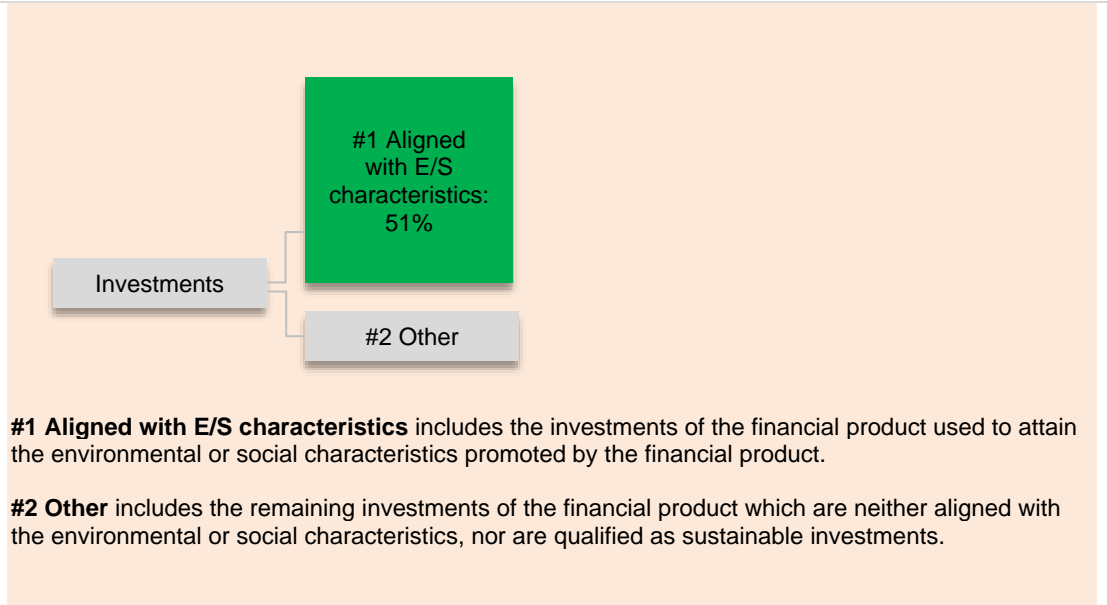 #1 Aligned
with E/S
characteristics:
51%
Investments
#2 Other
#1 Aligned with E/S characteristics includes the investments of the financial product used to attain
the environmental or social characteristics promoted by the financial product.
#2 Other includes the remaining investments of the financial product which are neither aligned with
the environmental or social characteristics, nor are qualified as sustainable investments.